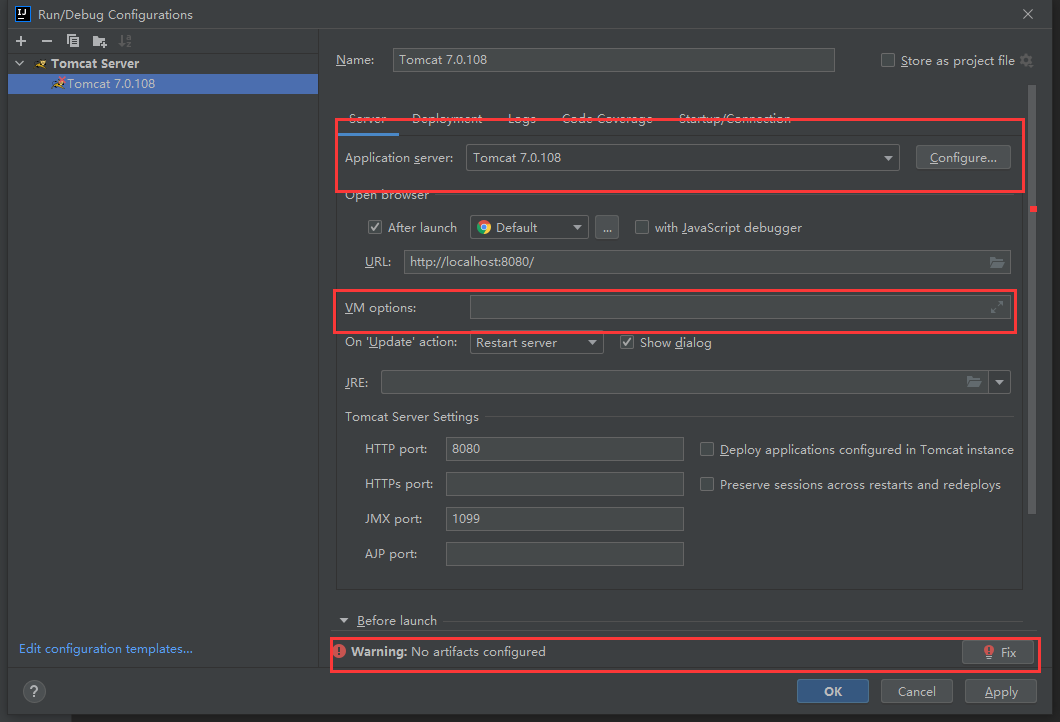 Run/Debug Configurations
Tomcat Server
Tomcat 7.0.108
Name: Tomcat 7.0.108 Store as project file
Server Deployment Logs Code Coverage Startup/Connection
Application server: Tomcat 7.0.108 Configure...
Open browser
After launch Default ... with JavaScript debugger
URL: http://localhost:8080/
VM options:
On 'Update' action: Restart server Show dialog
JRE:
Tomcat Server Settings
HTTP port: 8080 Deploy applications configured in Tomcat instance
HTTPs port: Preserve sessions across restarts and redeploys
JMX port: 1099
AJP port:
Before launch
Edit configuration templates...
Warning: No artifacts configured Fix
? OK Cancel Apply